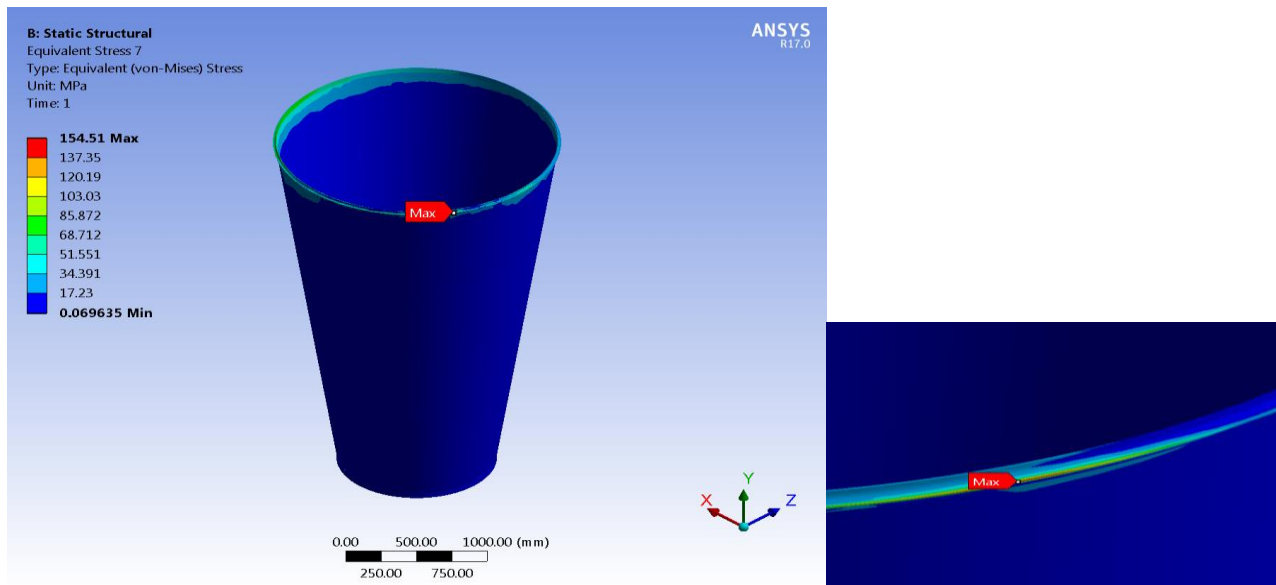 B: Static Structural
Equivalent Stress 7
Type: Equivalent (von-Mises) Stress
Unit: MPa
Time: 1
ANSYS
R17.0
154.51 Max
137.35
120.19
103.03
85.872
68.712
51.551
34.391
17.23
0.069635 Min
Max
Y
X
Z
0.00 500.00 1000.00 (mm)
250.00 750.00
Max